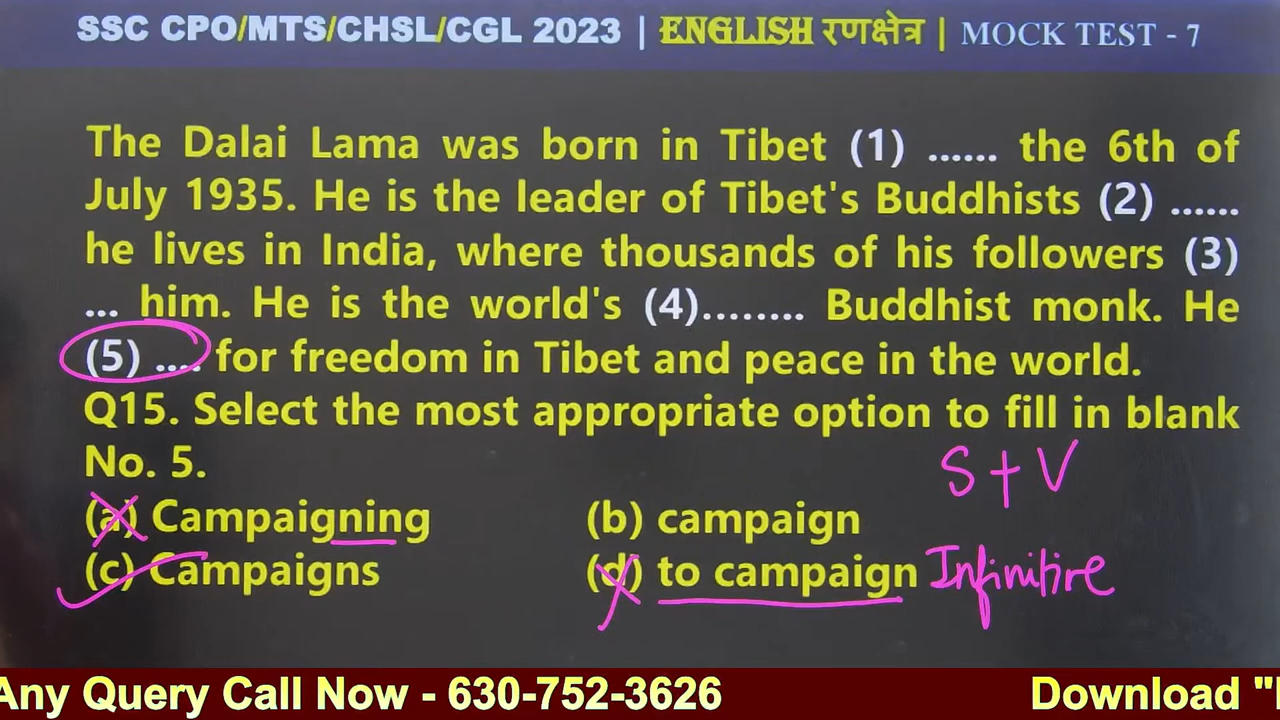 SSC CPO/MTS/CHSL/CGL 2023 | ENGLISH रणक्षेत्र | MOCK TEST - 7
The Dalai Lama was born in Tibet (1) ...... the 6th of
July 1935. He is the leader of Tibet's Buddhists (2) ......
he lives in India, where thousands of his followers (3)
... him. He is the world's (4)........ Buddhist monk. He
(5) .... for freedom in Tibet and peace in the world.
Q15. Select the most appropriate option to fill in blank
No. 5.
S + V
(a) Campaigning (b) campaign
(c) Campaigns (d) to campaign Infinitive
Any Query Call Now - 630-752-3626 Download "